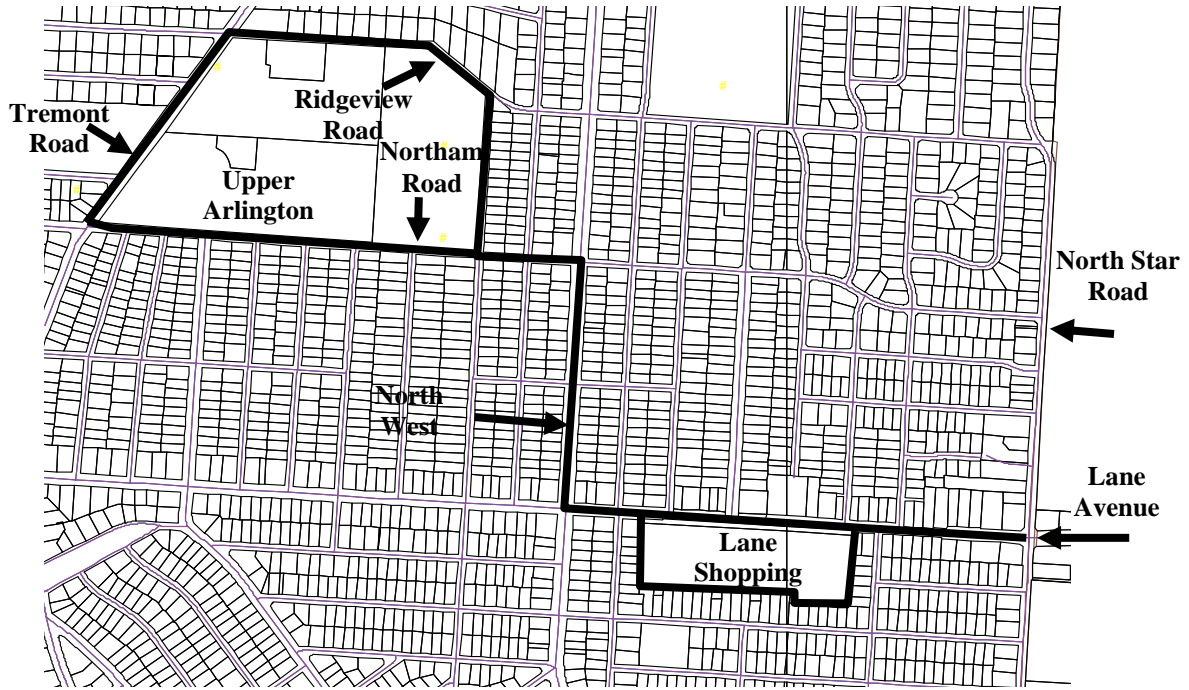 Ridgeview
Road
Tremont
Road
Northam
Road
Upper
Arlington
North Star
Road
North
West
Lane
Avenue
Lane
Shopping